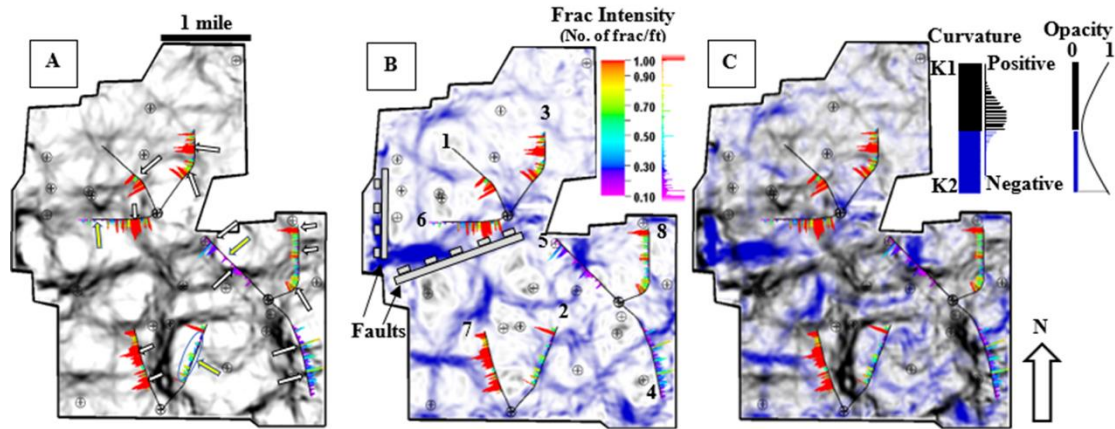 1 mile
A
B
Frac Intensity
(No. of frac/ft)
1.00
0.90
0.70
0.50
0.30
0.10
C
Curvature
Opacity
0 1
K1
Positive
K2
Negative
1
3
6
5
8
Faults
7
2
4
N